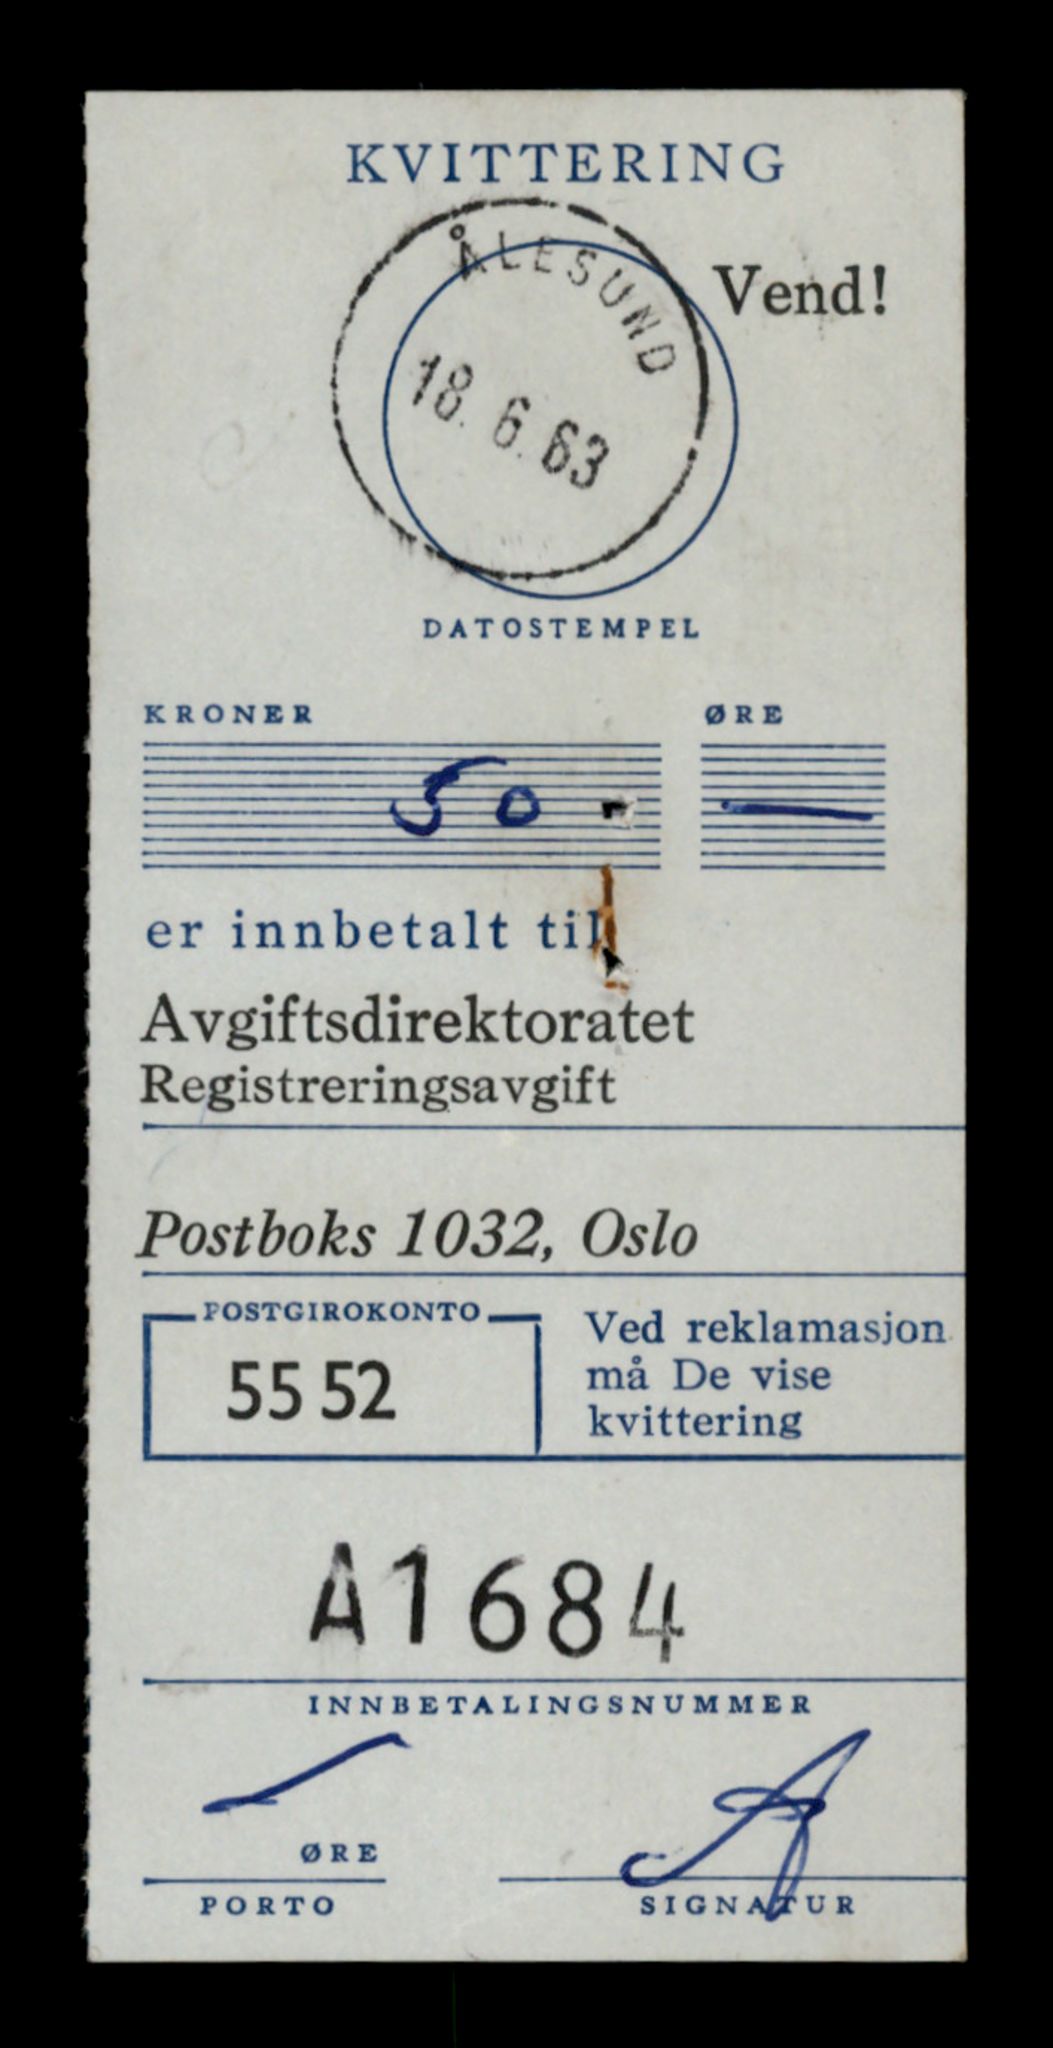 KVITTERING
ÅLESUND
Vend!
18. 6. 63
DATOSTEMPEL
KRONER ØRE
50 - —
er innbetalt til
Avgiftsdirektoratet
Registreringsavgift
Postboks 1032, Oslo
POSTGIROKONTO
55 52
Ved reklamasjon
må De vise
kvittering
A1684
INNBETALINGSNUMMER
ØRE
PORTO
SIGNATUR